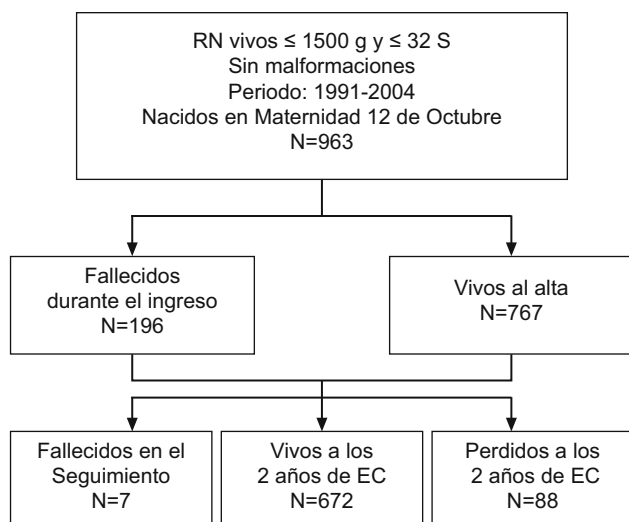 RN vivos ≤ 1500 g y ≤ 32 S
Sin malformaciones
Periodo: 1991-2004
Nacidos en Maternidad 12 de Octubre
N=963
Fallecidos
durante el ingreso
N=196
Vivos al alta
N=767
Fallecidos en el
Seguimiento
N=7
Vivos a los
2 años de EC
N=672
Perdidos a los
2 años de EC
N=88